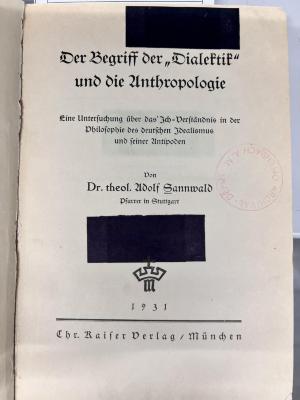 Der Begriff der „Dialektik“
und die Anthropologie
Eine Untersuchung über das Ich-Verständnis in der
Philosophie des deutschen Idealismus
und seiner Antipoden
Von
Dr. theol. Adolf Sannwald
Pfarrer in Stuttgart
M
1931
Chr. Kaiser Verlag / München